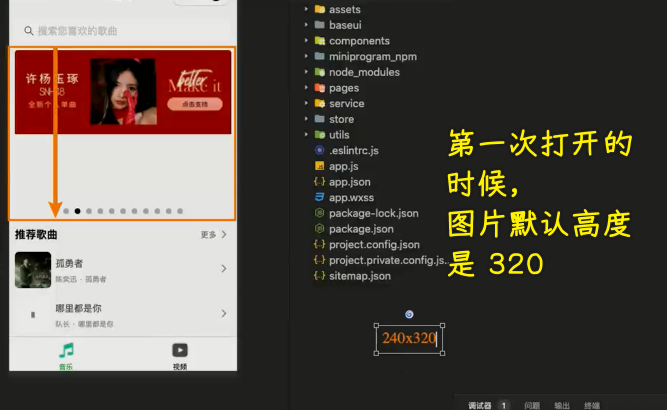 搜索您喜欢的歌曲
许杨玉琢
SNH48
全新个人单曲
better
Make it
点击支持
推荐歌曲
更多
孤勇者
陈奕迅 · 孤勇者
哪里都是你
队长 · 哪里都是你
音乐
视频
assets
baseui
components
miniprogram_npm
node_modules
pages
service
store
utils
.eslintrc.js
app.js
app.json
app.wxss
package-lock.json
package.json
project.config.json
project.private.config.js...
sitemap.json
第一次打开的
时候,
图片默认高度
是 320
240x320
调试器 1 问题 输出 终端